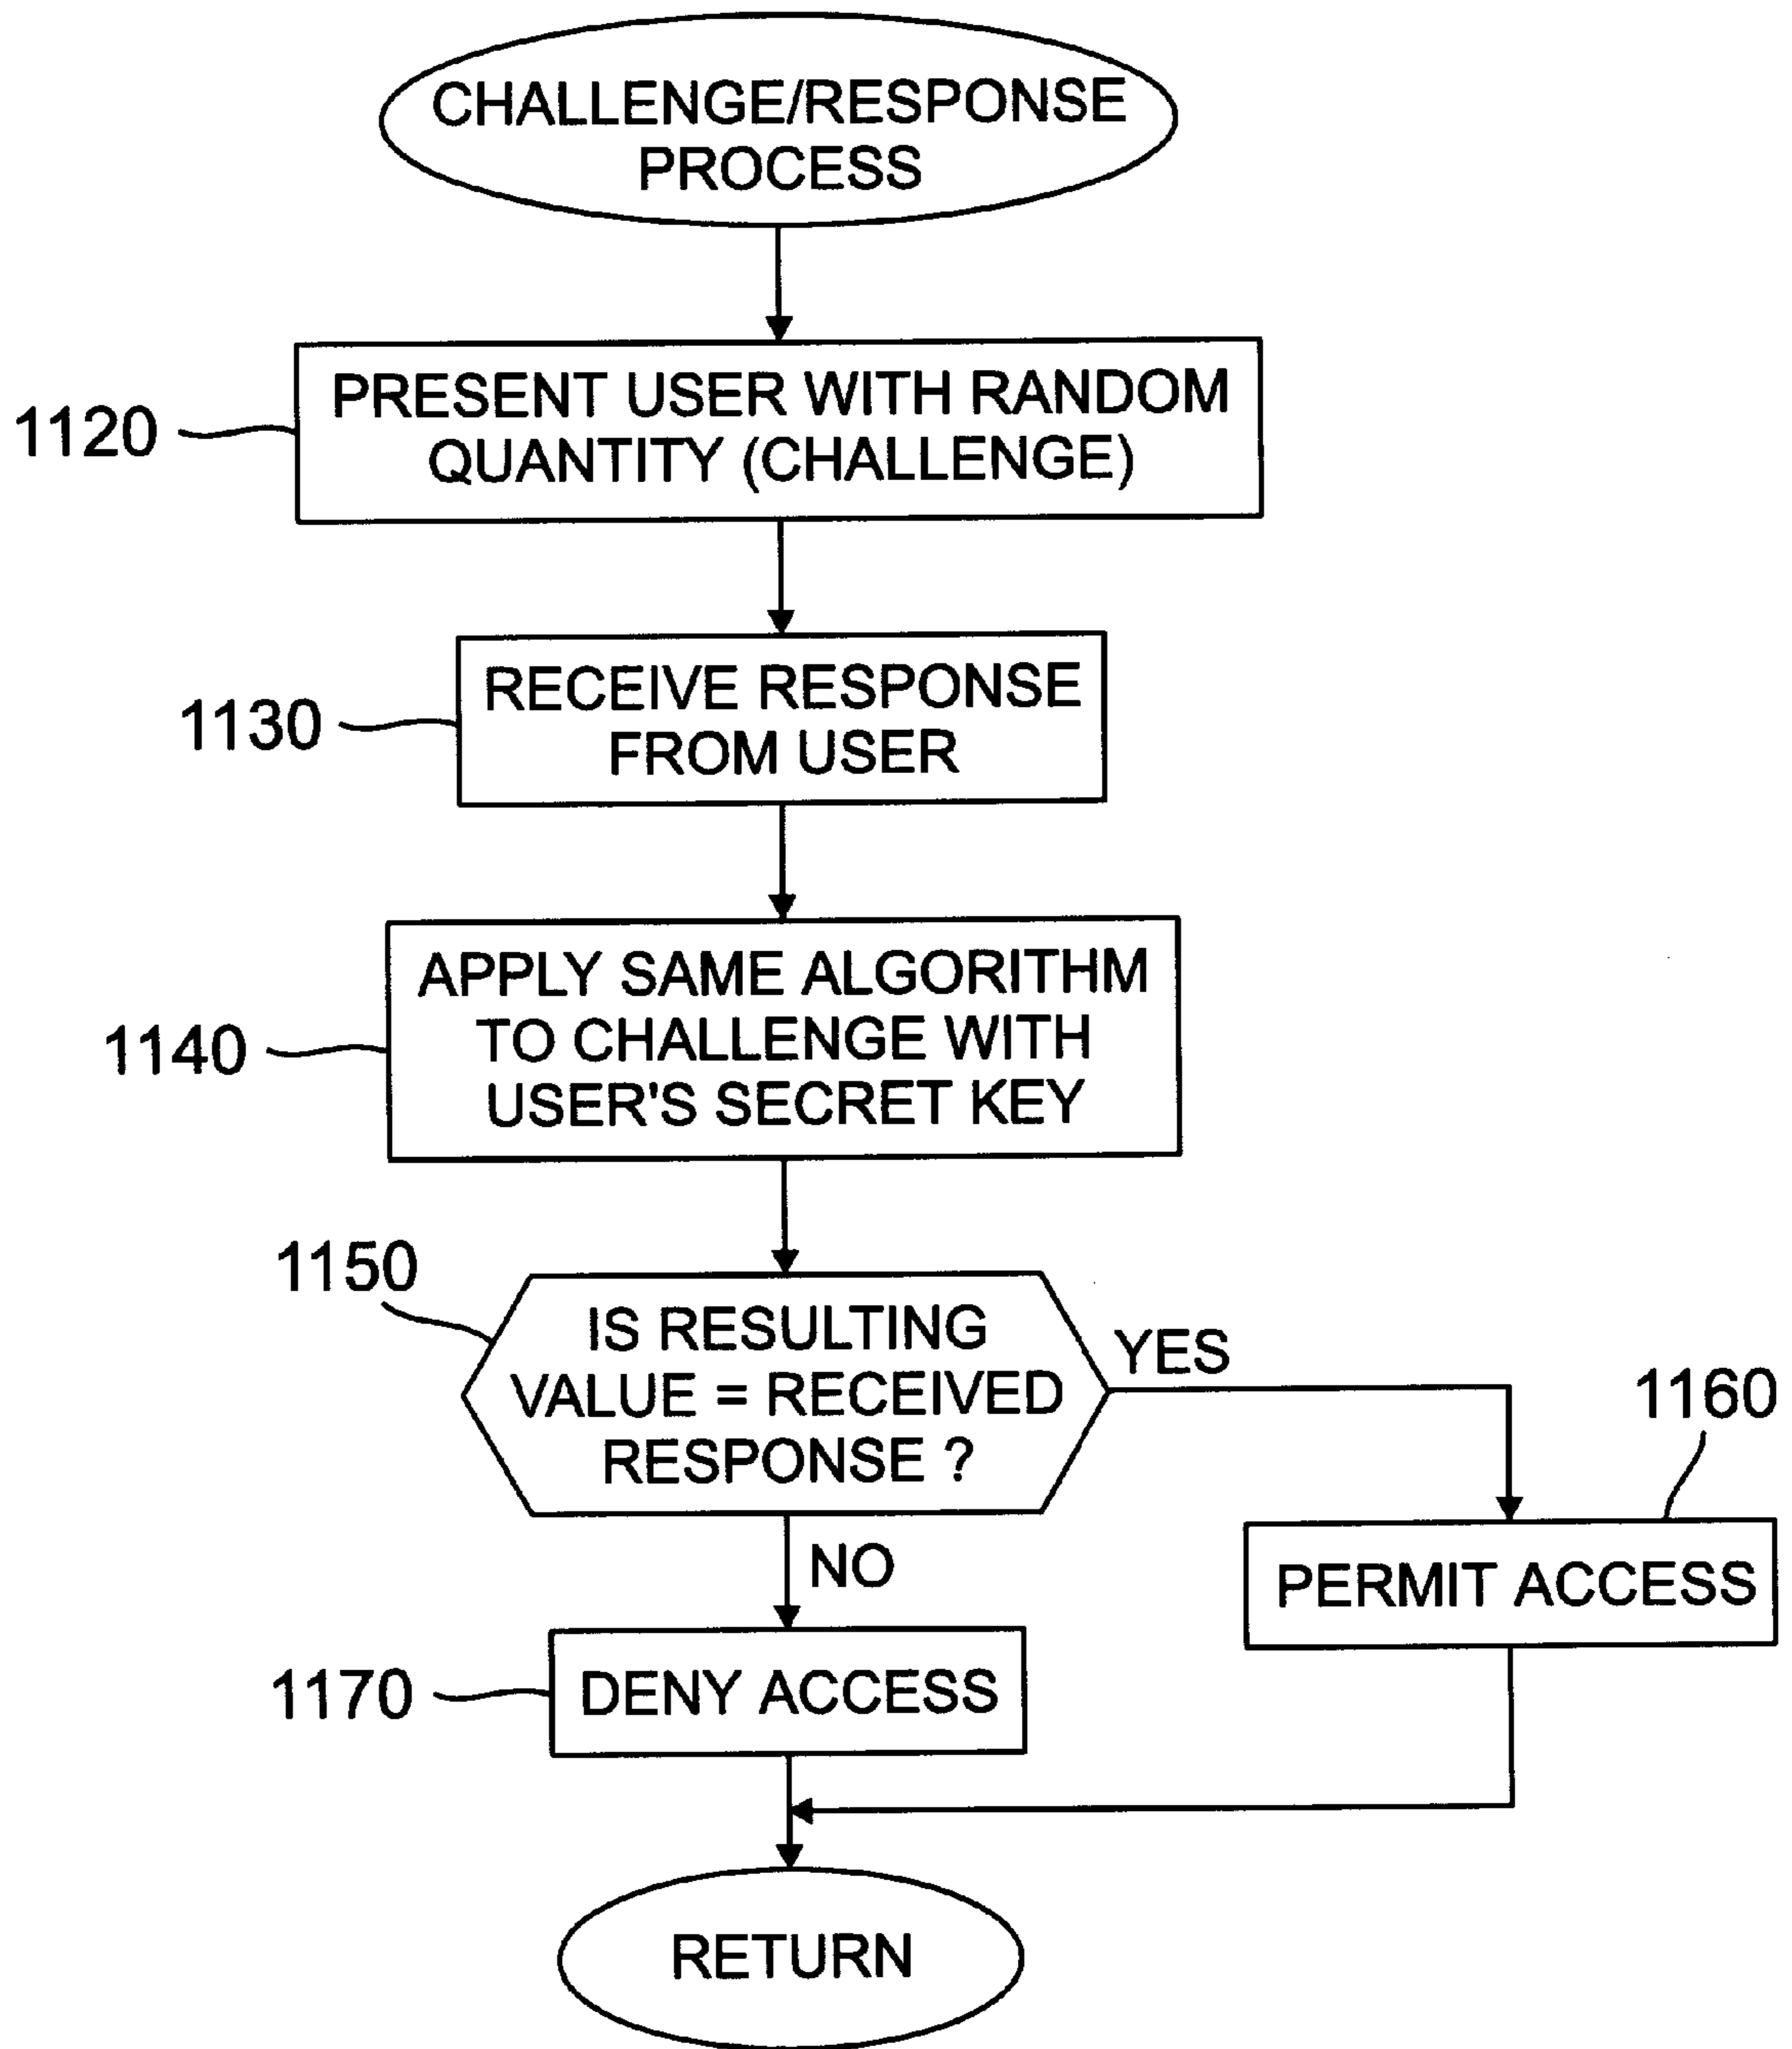 CHALLENGE/RESPONSE
PROCESS
1120
PRESENT USER WITH RANDOM
QUANTITY (CHALLENGE)
1130
RECEIVE RESPONSE
FROM USER
1140
APPLY SAME ALGORITHM
TO CHALLENGE WITH
USER'S SECRET KEY
1150
IS RESULTING
VALUE = RECEIVED
RESPONSE ?
YES
1160
PERMIT ACCESS
NO
1170
DENY ACCESS
RETURN